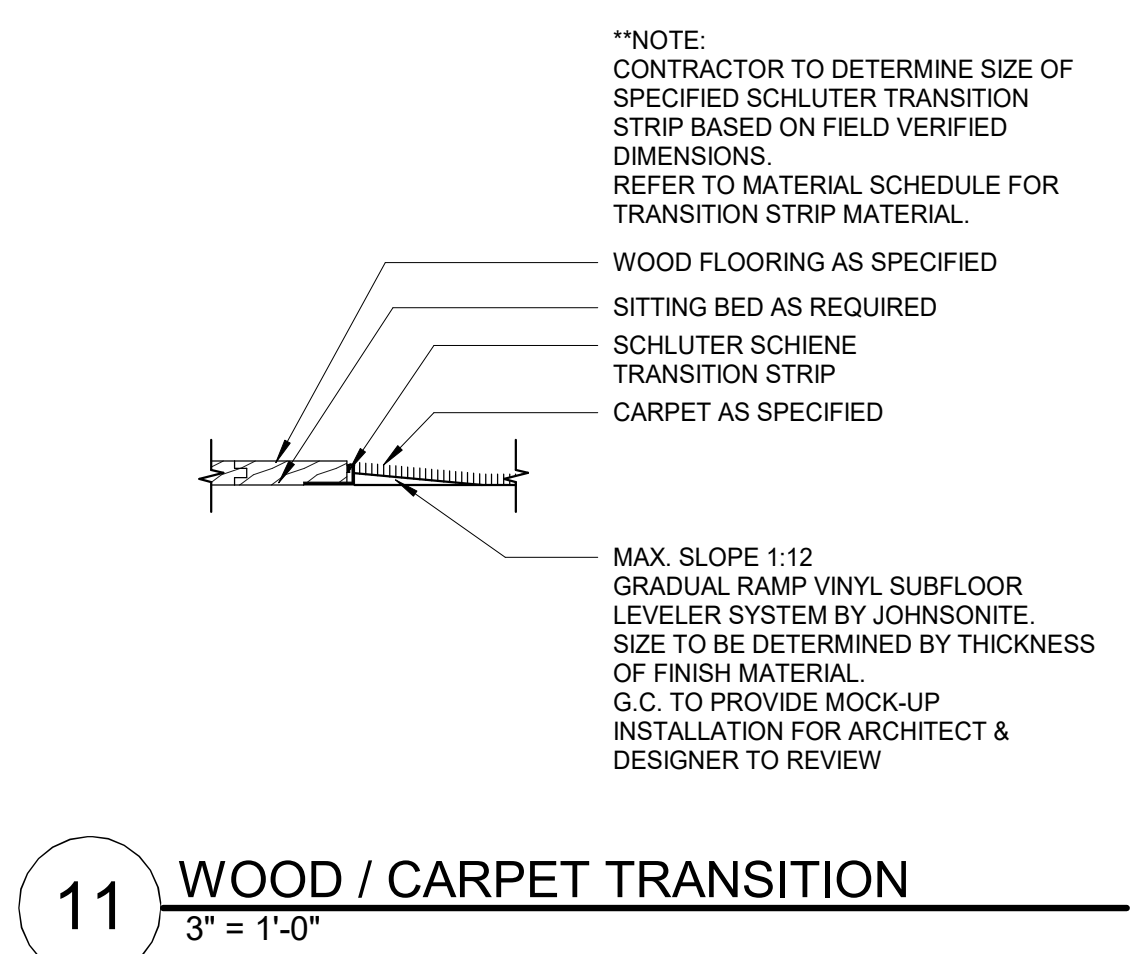 **NOTE:
CONTRACTOR TO DETERMINE SIZE OF
SPECIFIED SCHLUTER TRANSITION
STRIP BASED ON FIELD VERIFIED
DIMENSIONS.
REFER TO MATERIAL SCHEDULE FOR
TRANSITION STRIP MATERIAL.
WOOD FLOORING AS SPECIFIED
SITTING BED AS REQUIRED
SCHLUTER SCHIENE
TRANSITION STRIP
CARPET AS SPECIFIED
MAX. SLOPE 1:12
GRADUAL RAMP VINYL SUBFLOOR
LEVELER SYSTEM BY JOHNSONITE.
SIZE TO BE DETERMINED BY THICKNESS
OF FINISH MATERIAL.
G.C. TO PROVIDE MOCK-UP
INSTALLATION FOR ARCHITECT &
DESIGNER TO REVIEW
11
WOOD / CARPET TRANSITION
3" = 1'-0"